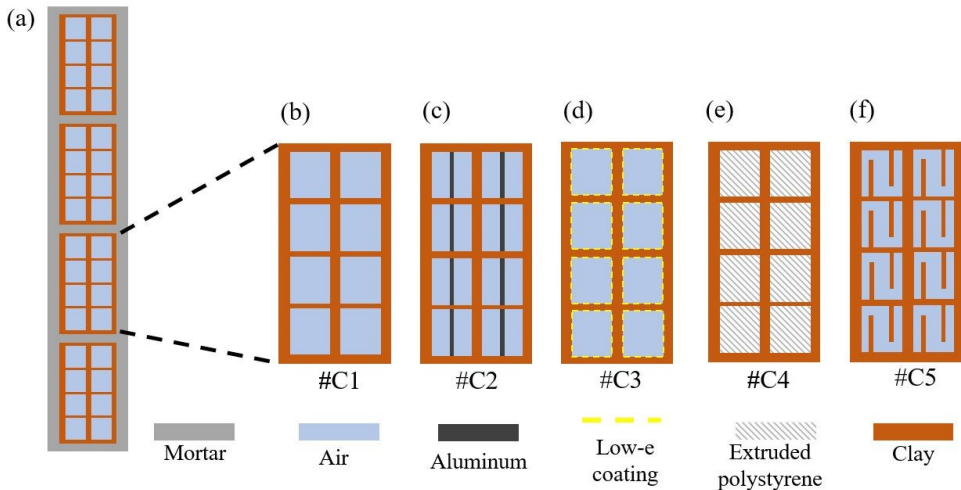 (a)
(b)
(c)
(d)
(e)
(f)
#C1
#C2
#C3
#C4
#C5
Mortar
Air
Aluminum
Low-e
coating
Extruded
polystyrene
Clay